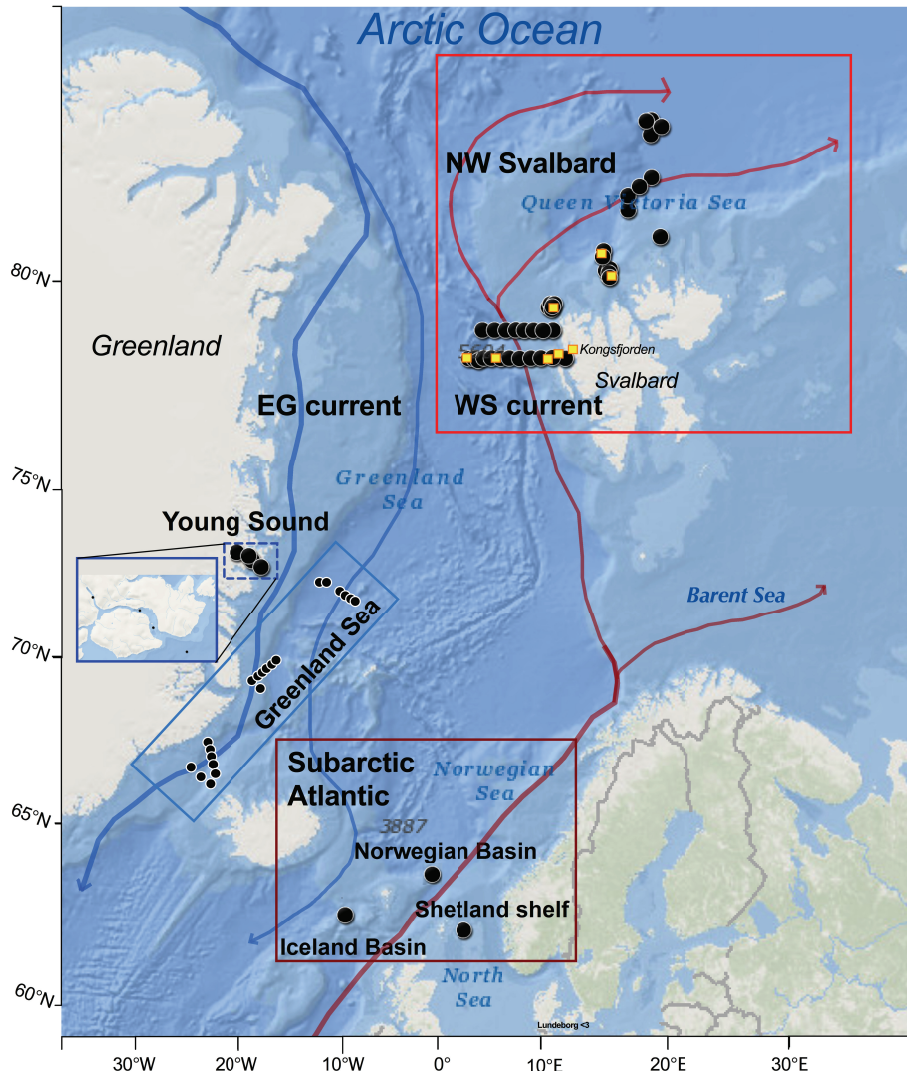 Arctic Ocean
NW Svalbard
Queen Victoria Sea
80°N
Greenland
Kongsfjorden
Svalbard
EG current
WS current
Greenland
Sea
75°N
Young Sound
Barent Sea
70°N
Greenland Sea
Subarctic
Atlantic
Norwegian
Sea
65°N
3887
Norwegian Basin
Shetland shelf
Iceland Basin
North
Sea
60°N
Lundeborg <3
30°W
20°W
10°W
0°
10°E
20°E
30°E